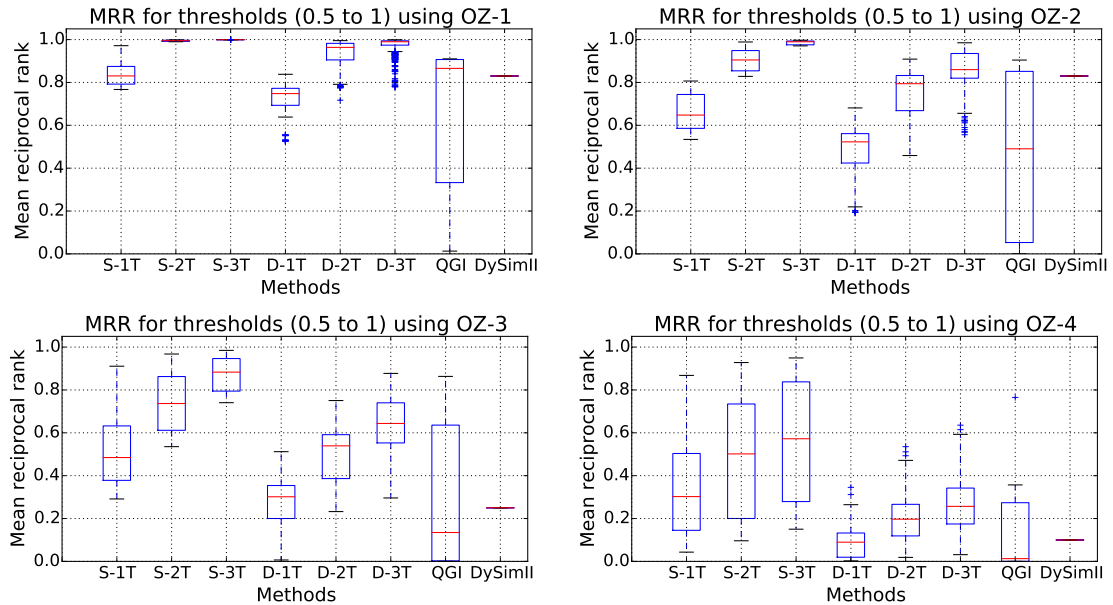 MRR for thresholds (0.5 to 1) using OZ-1
Mean reciprocal rank
1.0
0.8
0.6
0.4
0.2
0.0
S-1T S-2T S-3T D-1T D-2T D-3T QGI DySimII
Methods
MRR for thresholds (0.5 to 1) using OZ-2
Mean reciprocal rank
1.0
0.8
0.6
0.4
0.2
0.0
S-1T S-2T S-3T D-1T D-2T D-3T QGI DySimII
Methods
MRR for thresholds (0.5 to 1) using OZ-3
Mean reciprocal rank
1.0
0.8
0.6
0.4
0.2
0.0
S-1T S-2T S-3T D-1T D-2T D-3T QGI DySimII
Methods
MRR for thresholds (0.5 to 1) using OZ-4
Mean reciprocal rank
1.0
0.8
0.6
0.4
0.2
0.0
S-1T S-2T S-3T D-1T D-2T D-3T QGI DySimII
Methods